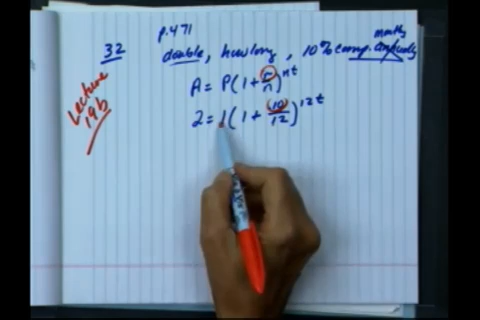 p.471
monthly
32 double, how long, 10% comp. annually
A = P(1 + r/n)^nt
Lecture 19b
2 = 1(1 + .10/12)^12t